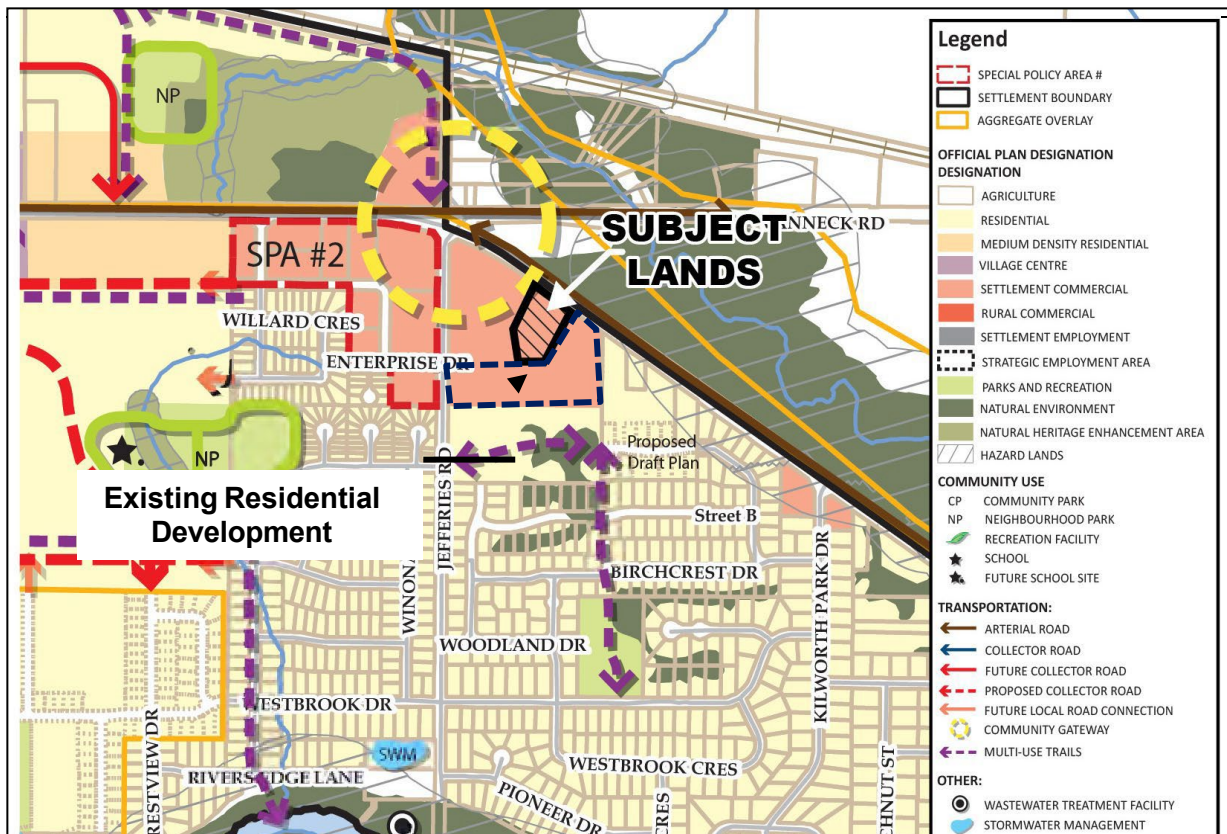 NP
SUBJECT
LANDS
SPA #2
WILLARD CRES
ENTERPRISE DR
NP
Proposed
Draft Plan
Existing Residential
Development
JEFFERIES RD
Street B
BIRCHCREST DR
WOODLAND DR
KILWORTH PARK DR
WESTBROOK DR
SWM
WESTBROOK CRES
RIVERS EDGE LANE
PIONEER DR
Legend
SPECIAL POLICY AREA #
SETTLEMENT BOUNDARY
AGGREGATE OVERLAY
OFFICIAL PLAN DESIGNATION
DESIGNATION
AGRICULTURE
RESIDENTIAL
MEDIUM DENSITY RESIDENTIAL
VILLAGE CENTRE
SETTLEMENT COMMERCIAL
RURAL COMMERCIAL
SETTLEMENT EMPLOYMENT
STRATEGIC EMPLOYMENT AREA
PARKS AND RECREATION
NATURAL ENVIRONMENT
NATURAL HERITAGE ENHANCEMENT AREA
HAZARD LANDS
COMMUNITY USE
CP COMMUNITY PARK
NP NEIGHBOURHOOD PARK
RECREATION FACILITY
SCHOOL
FUTURE SCHOOL SITE
TRANSPORTATION:
ARTERIAL ROAD
COLLECTOR ROAD
FUTURE COLLECTOR ROAD
PROPOSED COLLECTOR ROAD
FUTURE LOCAL ROAD CONNECTION
COMMUNITY GATEWAY
MULTI-USE TRAILS
OTHER:
WASTEWATER TREATMENT FACILITY
STORMWATER MANAGEMENT